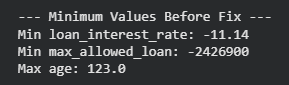 --- Minimum Values Before Fix ---
Min loan_interest_rate: -11.14
Min max_allowed_loan: -2426900
Max age: 123.0